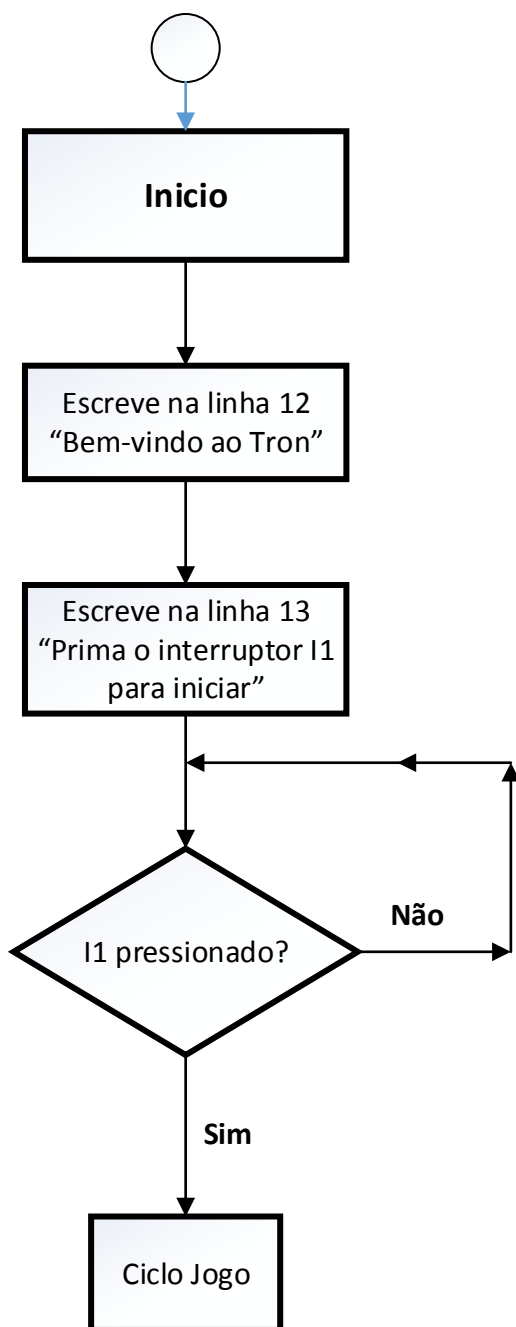 Inicio
Escreve na linha 12
“Bem-vindo ao Tron”
Escreve na linha 13
“Prima o interruptor I1
para iniciar”
I1 pressionado?
Não
Sim
Ciclo Jogo